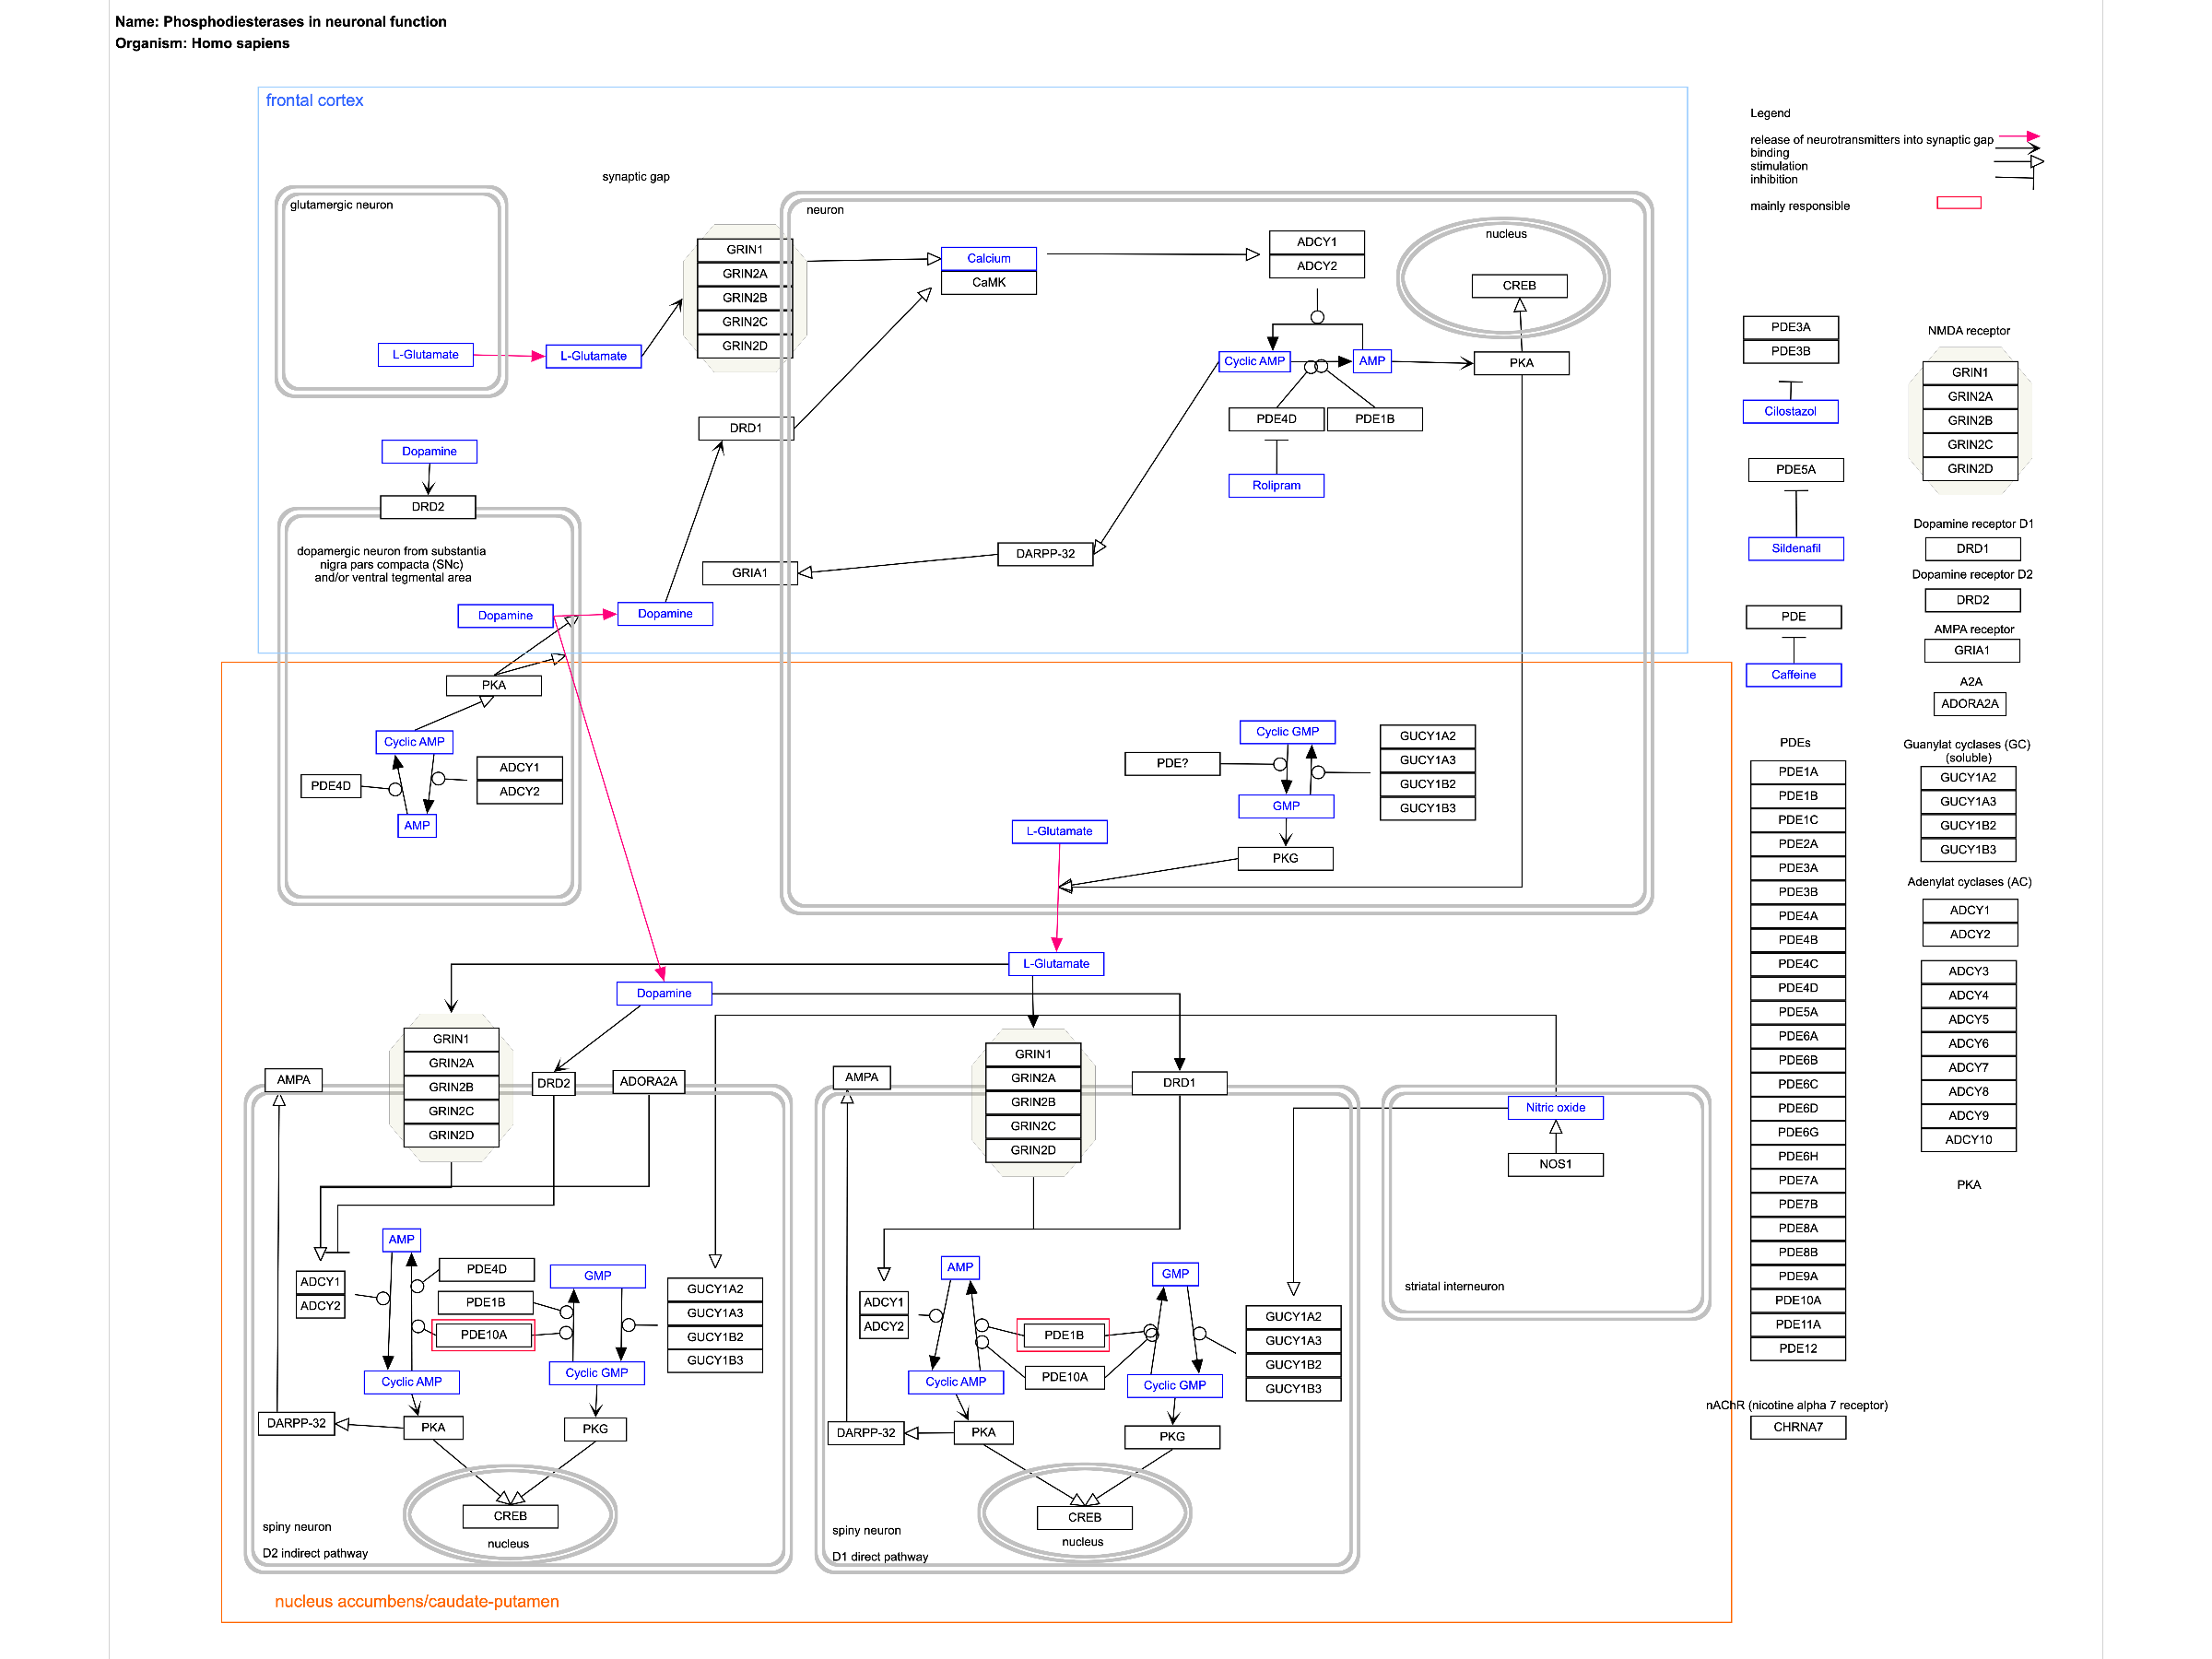 Name: Phosphodiesterases in neuronal function
Organism: Homo sapiens
frontal cortex
synaptic gap
glutamergic neuron
L-Glutamate
L-Glutamate
GRIN1
GRIN2A
GRIN2B
GRIN2C
GRIN2D
neuron
Calcium
CaMK
ADCY1
ADCY2
nucleus
CREB
Cyclic AMP
AMP
PKA
PDE4D
PDE1B
Rolipram
DRD1
DARPP-32
GRIA1
Dopamine
DRD2
dopamergic neuron from substantia
nigra pars compacta (SNc)
and/or ventral tegmental area
Dopamine
Dopamine
PKA
Cyclic AMP
PDE4D
ADCY1
ADCY2
AMP
Cyclic GMP
PDE?
GUCY1A2
GUCY1A3
GUCY1B2
GUCY1B3
GMP
L-Glutamate
PKG
L-Glutamate
Dopamine
GRIN1
GRIN2A
GRIN2B
GRIN2C
GRIN2D
AMPA
DRD2
ADORA2A
AMP
ADCY1
ADCY2
PDE4D
PDE1B
PDE10A
GMP
GUCY1A2
GUCY1A3
GUCY1B2
GUCY1B3
Cyclic AMP
Cyclic GMP
DARPP-32
PKA
PKG
CREB
nucleus
spiny neuron
D2 indirect pathway
GRIN1
GRIN2A
GRIN2B
GRIN2C
GRIN2D
AMPA
DRD1
AMP
ADCY1
ADCY2
PDE1B
PDE10A
GMP
GUCY1A2
GUCY1A3
GUCY1B2
GUCY1B3
Cyclic AMP
Cyclic GMP
DARPP-32
PKA
PKG
CREB
nucleus
spiny neuron
D1 direct pathway
Nitric oxide
NOS1
striatal interneuron
nucleus accumbens/caudate-putamen
Legend
release of neurotransmitters into synaptic gap
binding
stimulation
inhibition
mainly responsible
PDE3A
PDE3B
Cilostazol
PDE5A
Sildenafil
PDE
Caffeine
PDEs
PDE1A
PDE1B
PDE1C
PDE2A
PDE3A
PDE3B
PDE4A
PDE4B
PDE4C
PDE4D
PDE5A
PDE6A
PDE6B
PDE6C
PDE6D
PDE6G
PDE6H
PDE7A
PDE7B
PDE8A
PDE8B
PDE9A
PDE10A
PDE11A
PDE12
nAChR (nicotine alpha 7 receptor)
CHRNA7
NMDA receptor
GRIN1
GRIN2A
GRIN2B
GRIN2C
GRIN2D
Dopamine receptor D1
DRD1
Dopamine receptor D2
DRD2
AMPA receptor
GRIA1
A2A
ADORA2A
Guanylat cyclases (GC)
(soluble)
GUCY1A2
GUCY1A3
GUCY1B2
GUCY1B3
Adenylat cyclases (AC)
ADCY1
ADCY2
ADCY3
ADCY4
ADCY5
ADCY6
ADCY7
ADCY8
ADCY9
ADCY10
PKA